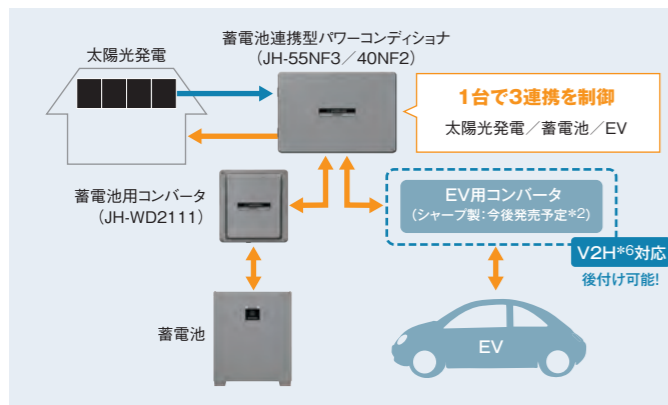 太陽光発電
蓄電池連携型パワーコンディショナ
(JH-55NF3／40NF2)
1台で3連携を制御
太陽光発電／蓄電池／EV
蓄電池用コンバータ
(JH-WD2111)
EV用コンバータ
(シャープ製:今後発売予定*2)
V2H*6対応
後付け可能!
蓄電池
EV